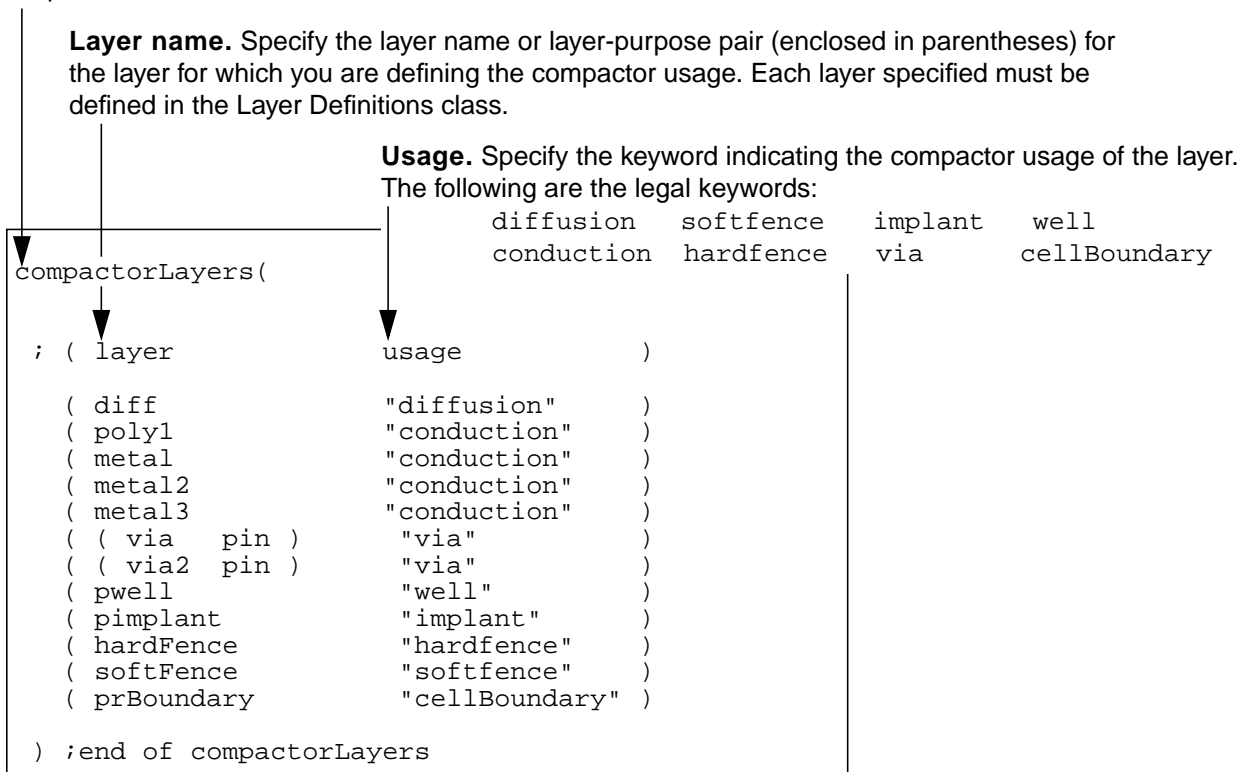 Layer name. Specify the layer name or layer-purpose pair (enclosed in parentheses) for
the layer for which you are defining the compactor usage. Each layer specified must be
defined in the Layer Definitions class.
Usage. Specify the keyword indicating the compactor usage of the layer.
The following are the legal keywords:
diffusion softfence implant well
conduction hardfence via cellBoundary
compactorLayers(
; ( layer usage )
( diff "diffusion" )
( poly1 "conduction" )
( metal "conduction" )
( metal2 "conduction" )
( metal3 "conduction" )
( ( via pin ) "via" )
( ( via2 pin ) "via" )
( pwell "well" )
( pimplant "implant" )
( hardFence "hardfence" )
( softFence "softfence" )
( prBoundary "cellBoundary" )
) ;end of compactorLayers